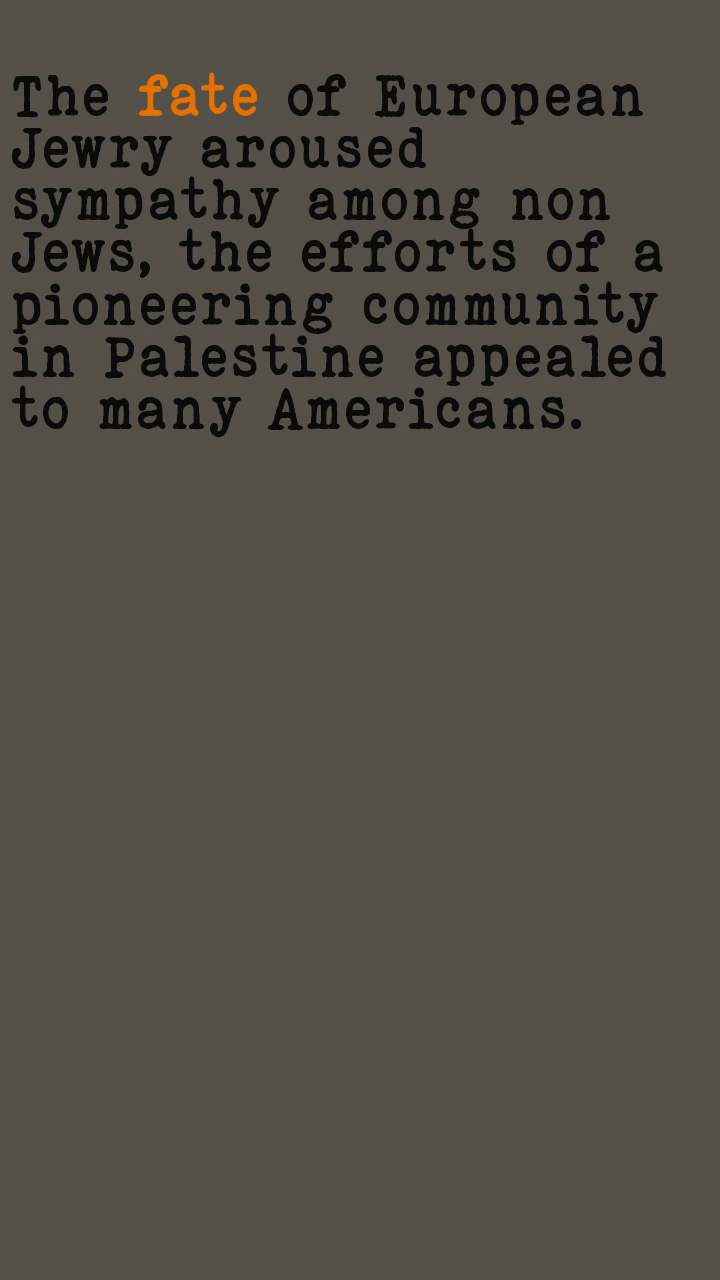 The fate of European
Jewry aroused
sympathy among non
Jews, the efforts of a
pioneering community
in Palestine appealed
to many Americans.